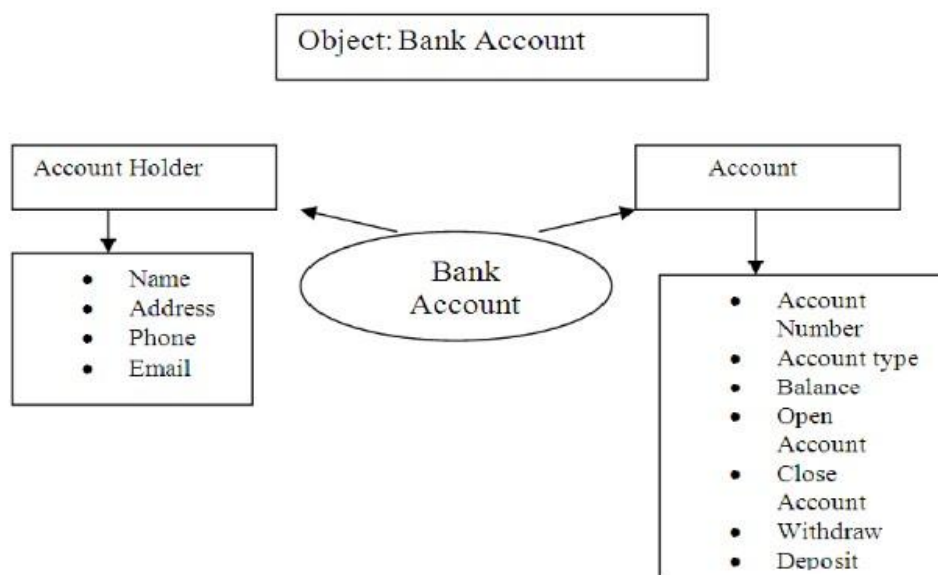 Object: Bank Account
Account Holder
Account
Name
Address
Phone
Email
Bank
Account
Account
Number
Account type
Balance
Open
Account
Close
Account
Withdraw
Deposit